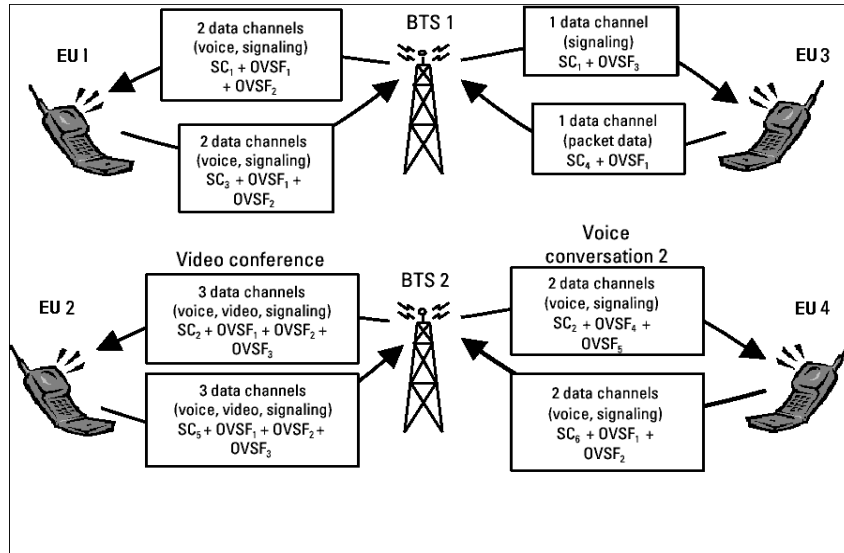 EU 1
2 data channels
(voice, signaling)
SC₁ + OVSF₁
+ OVSF₂
BTS 1
1 data channel
(signaling)
SC₁ + OVSF₃
EU 3
2 data channels
(voice, signaling)
SC₃ + OVSF₁ +
OVSF₂
1 data channel
(packet data)
SC₄ + OVSF₁
Video conference
Voice
conversation 2
EU 2
3 data channels
(voice, video, signaling)
SC₂ + OVSF₁ + OVSF₂ +
OVSF₃
BTS 2
2 data channels
(voice, signaling)
SC₂ + OVSF₄ +
OVSF₅
EU 4
3 data channels
(voice, video, signaling)
SC₅ + OVSF₁ + OVSF₂ +
OVSF₃
2 data channels
(voice, signaling)
SC₆ + OVSF₁ +
OVSF₂